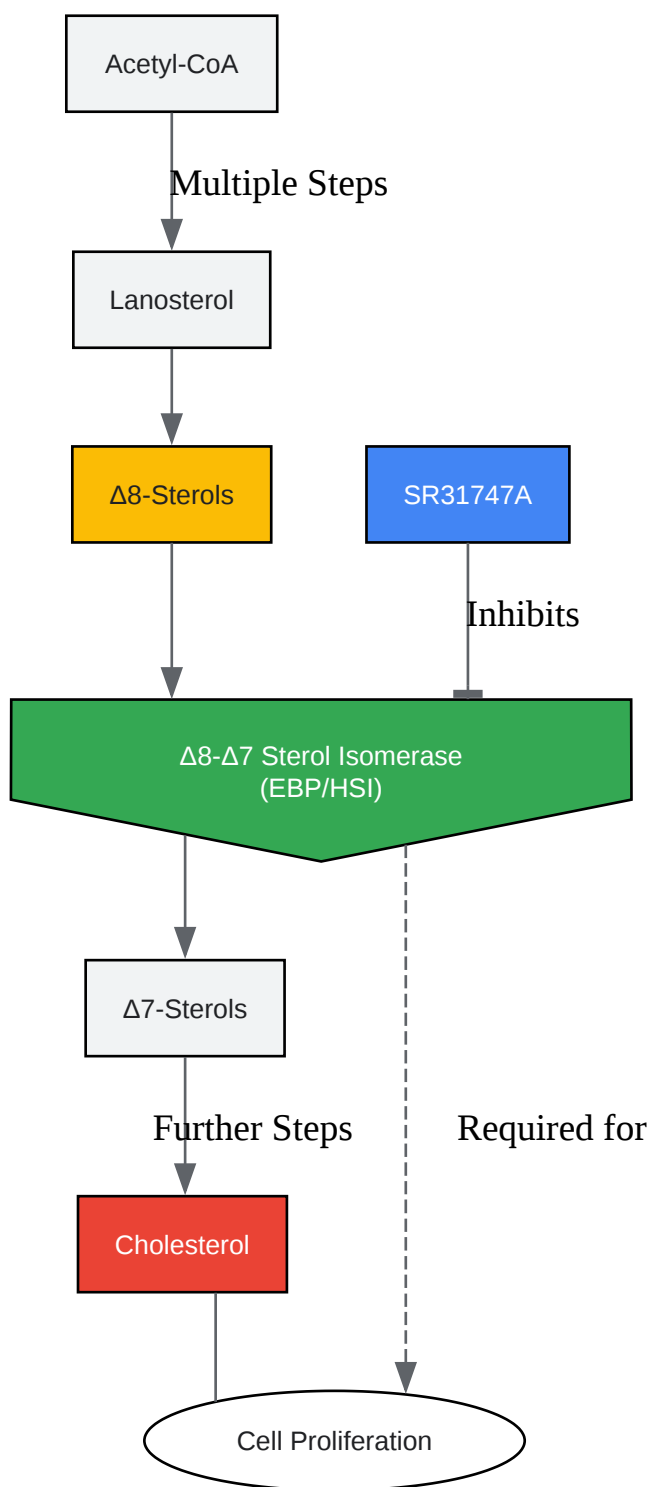 Acetyl-CoA
Multiple Steps
Lanosterol
Δ8-Sterols
SR31747A
Inhibits
Δ8-Δ7 Sterol Isomerase
(EBP/HSI)
Δ7-Sterols
Further Steps
Required for
Cholesterol
Cell Proliferation